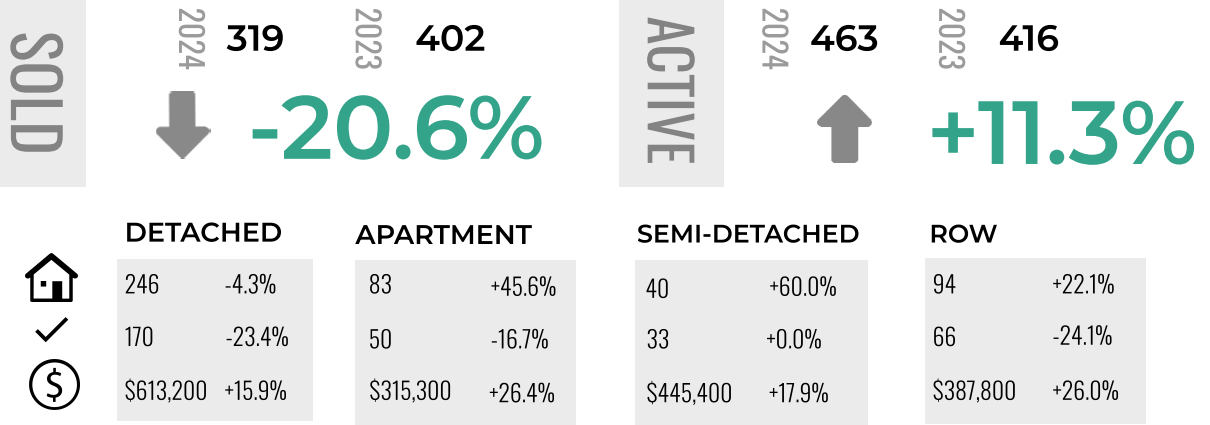 SOLD
2024 319 2023 402
-20.6%
ACTIVE
2024 463 2023 416
+11.3%
DETACHED
246 -4.3%
170 -23.4%
$613,200 +15.9%
APARTMENT
83 +45.6%
50 -16.7%
$315,300 +26.4%
SEMI-DETACHED
40 +60.0%
33 +0.0%
$445,400 +17.9%
ROW
94 +22.1%
66 -24.1%
$387,800 +26.0%
$